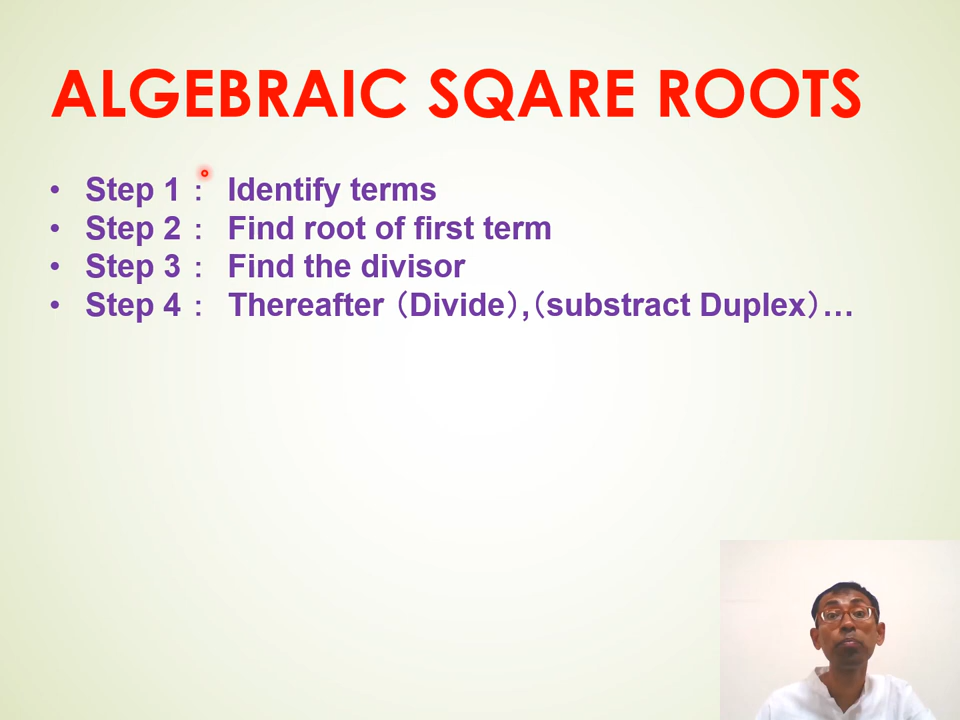 ALGEBRAIC SQARE ROOTS
• Step 1： Identify terms
• Step 2： Find root of first term
• Step 3： Find the divisor
• Step 4： Thereafter（Divide）,（substract Duplex）…